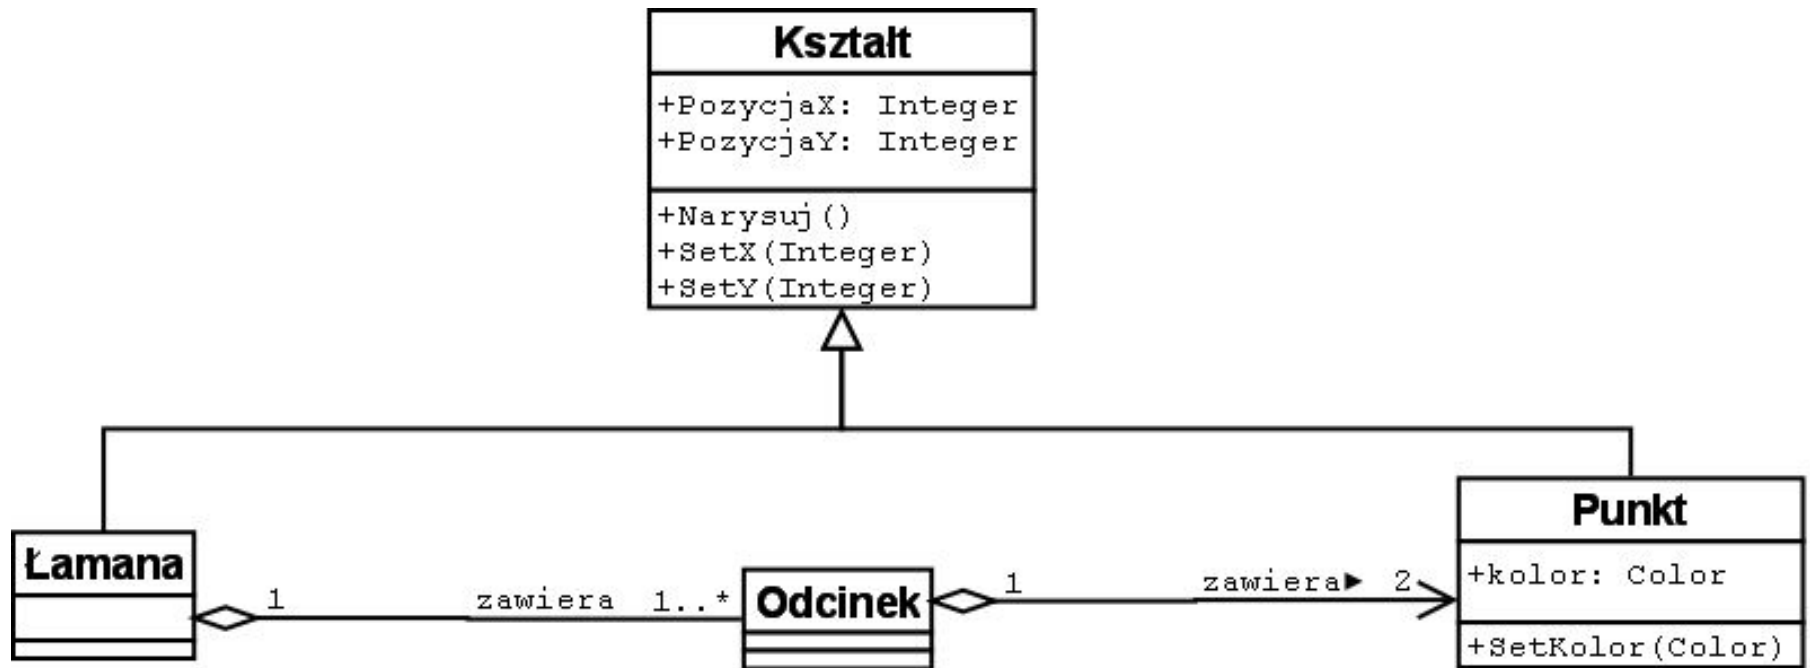 Kształt
+PozycjaX: Integer
+PozycjaY: Integer
+Narysuj()
+SetX(Integer)
+SetY(Integer)
Łamana
1 zawiera 1..*
Odcinek
1 zawiera► 2
Punkt
+kolor: Color
+SetKolor(Color)